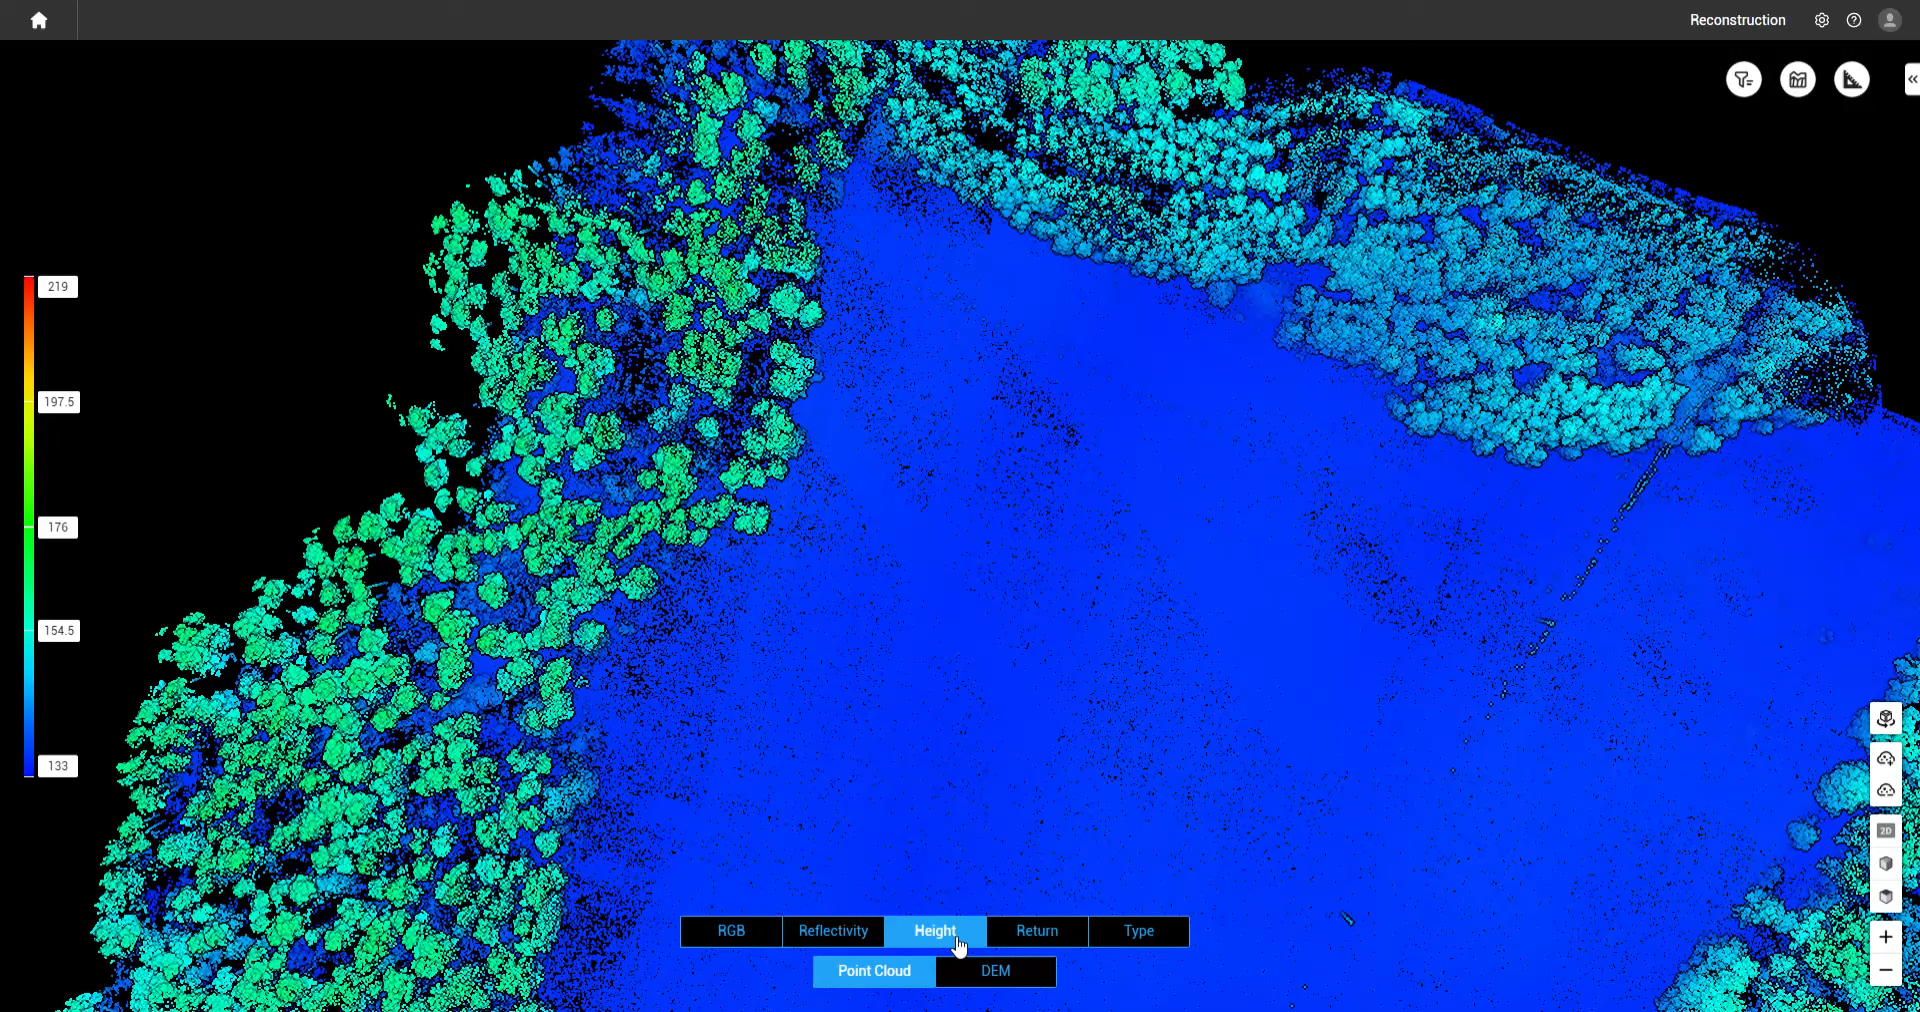 Reconstruction
219
197.5
176
154.5
133
2D
RGB Reflectivity Height Return Type
Point Cloud DEM